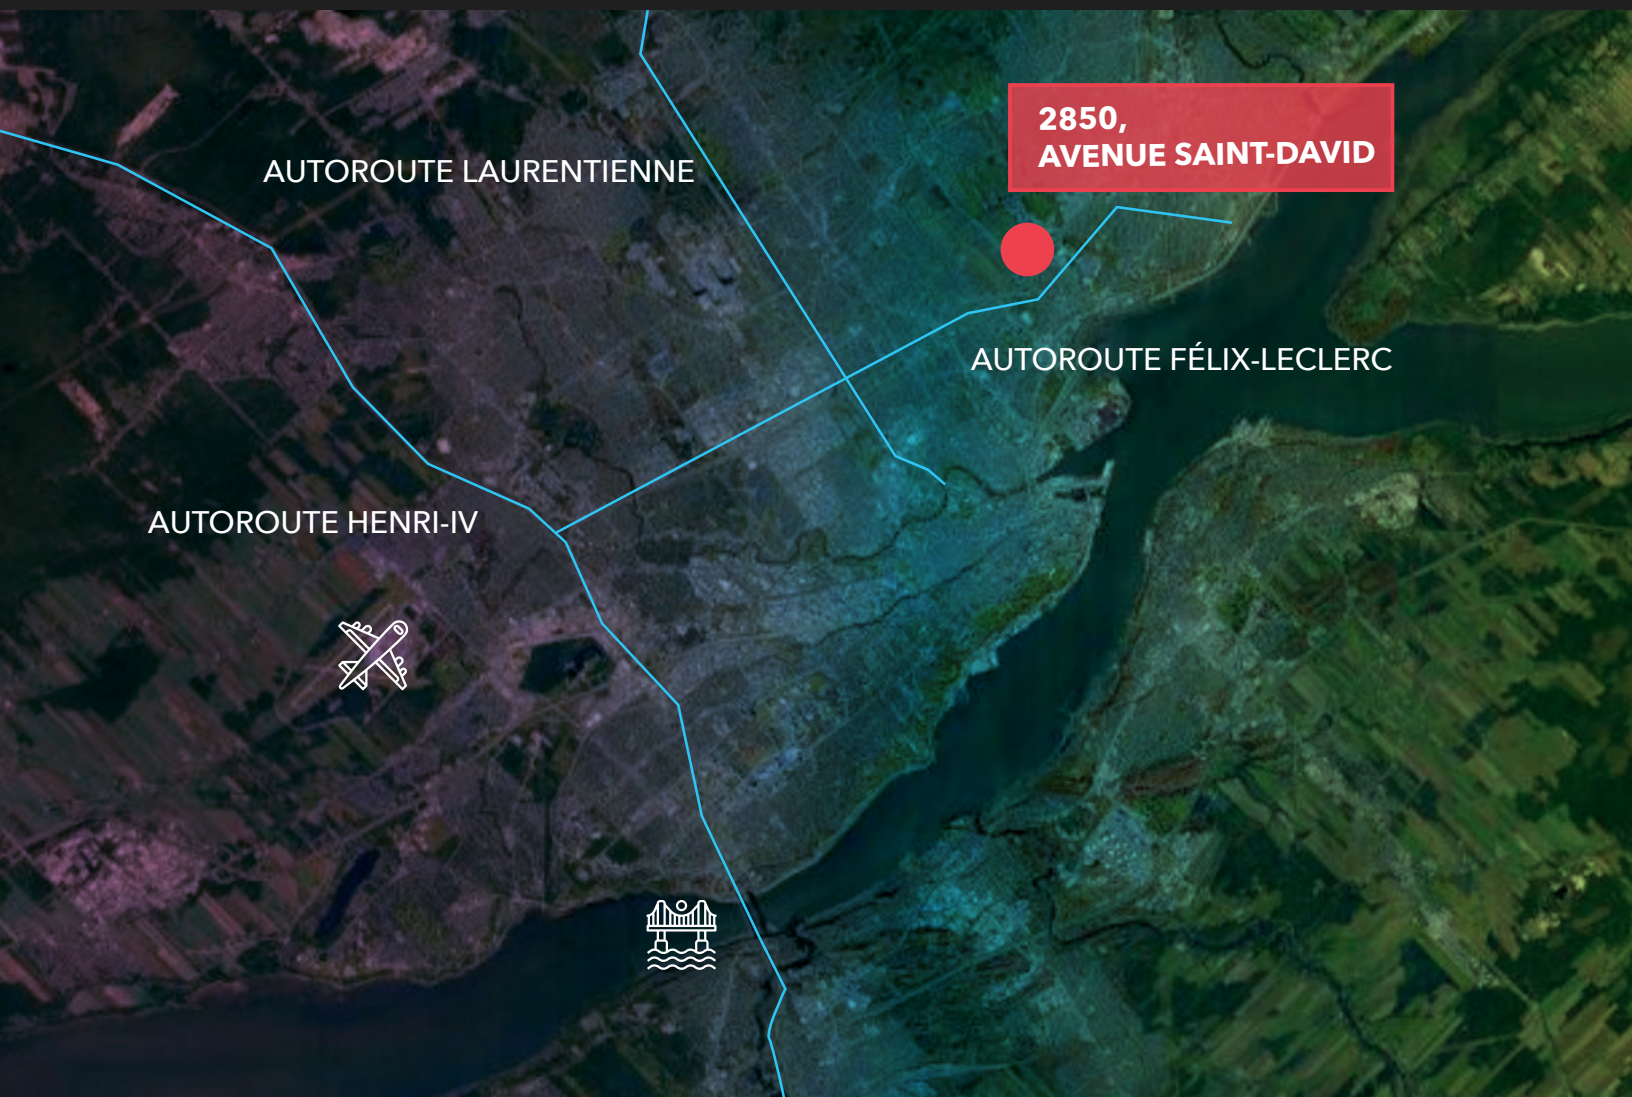 2850,
AVENUE SAINT-DAVID
AUTOROUTE LAURENTIENNE
AUTOROUTE FÉLIX-LECLERC
AUTOROUTE HENRI-IV